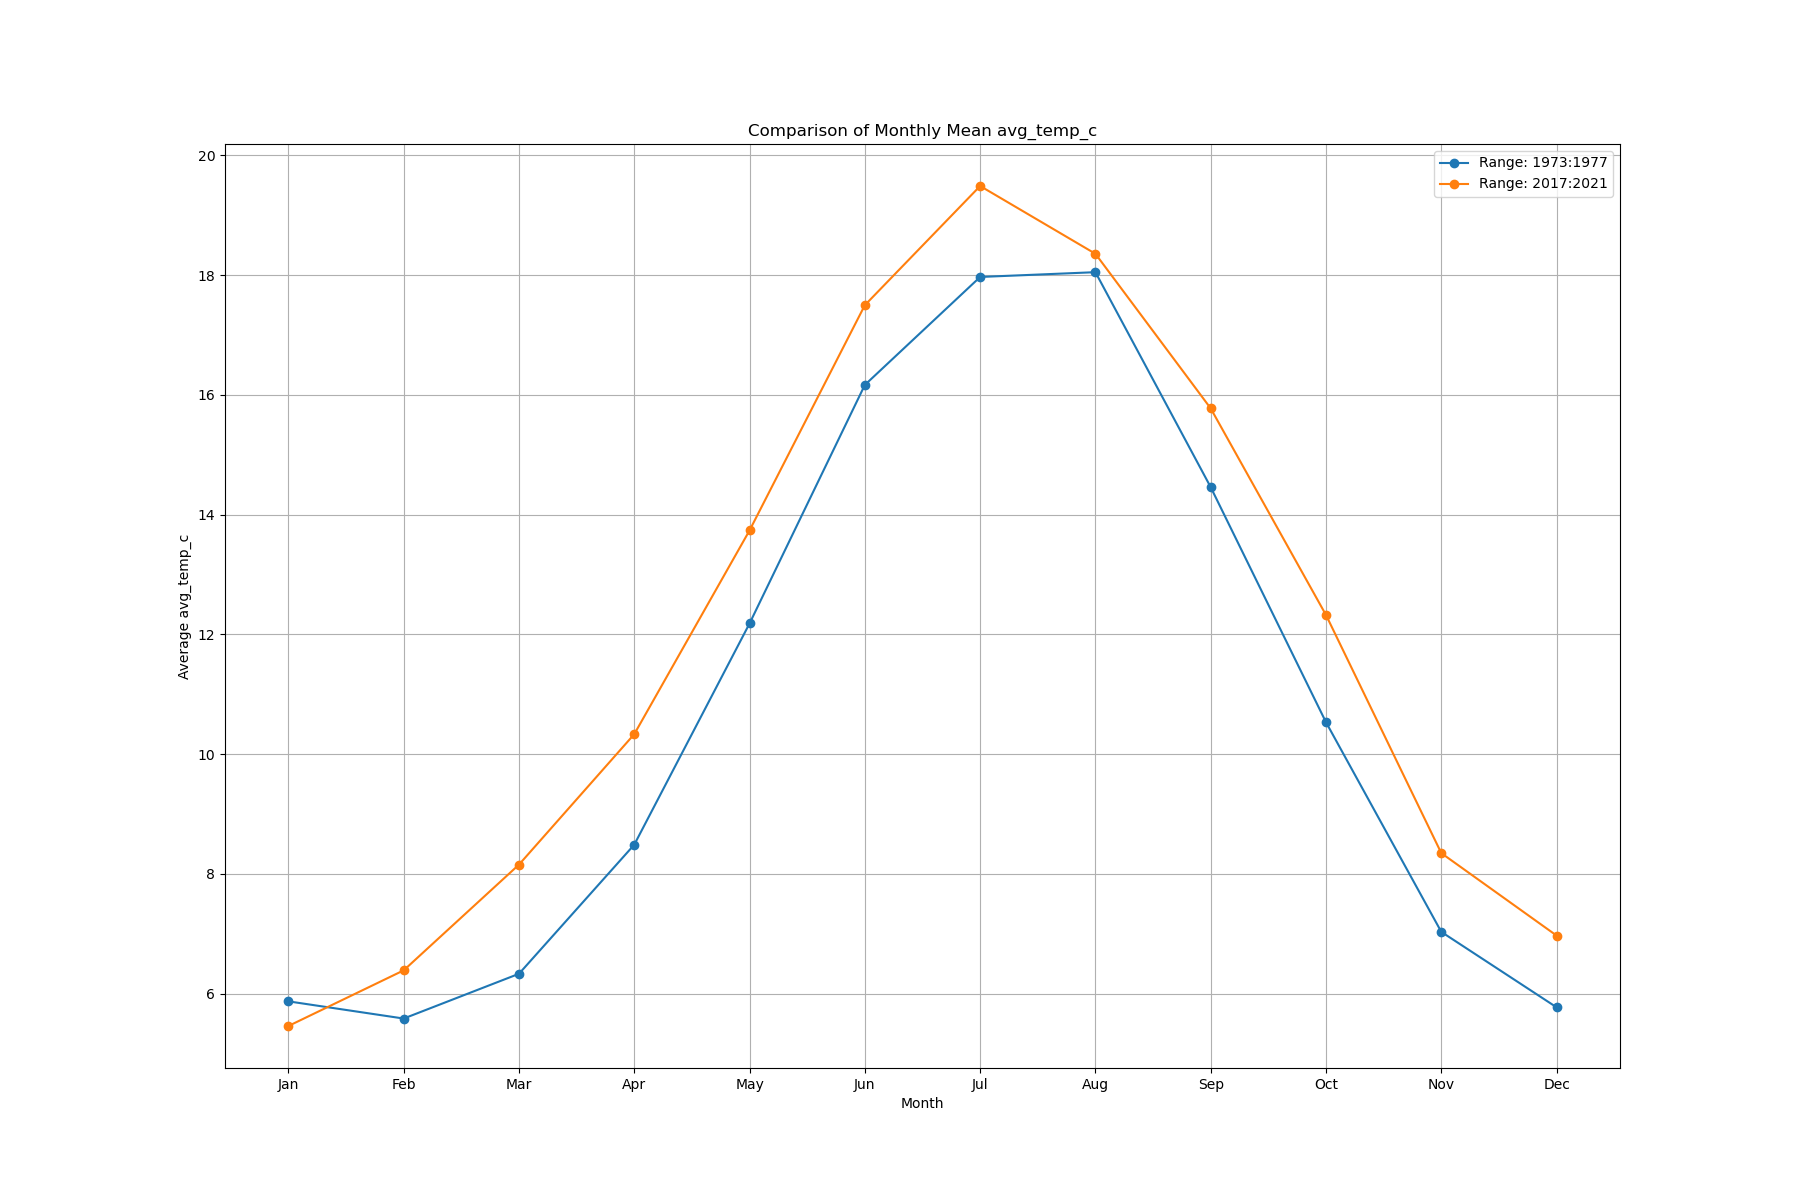 Comparison of Monthly Mean avg_temp_c
Range: 1973:1977
Range: 2017:2021
20
18
16
14
12
10
8
6
Average avg_temp_c
Jan Feb Mar Apr May Jun Jul Aug Sep Oct Nov Dec
Month